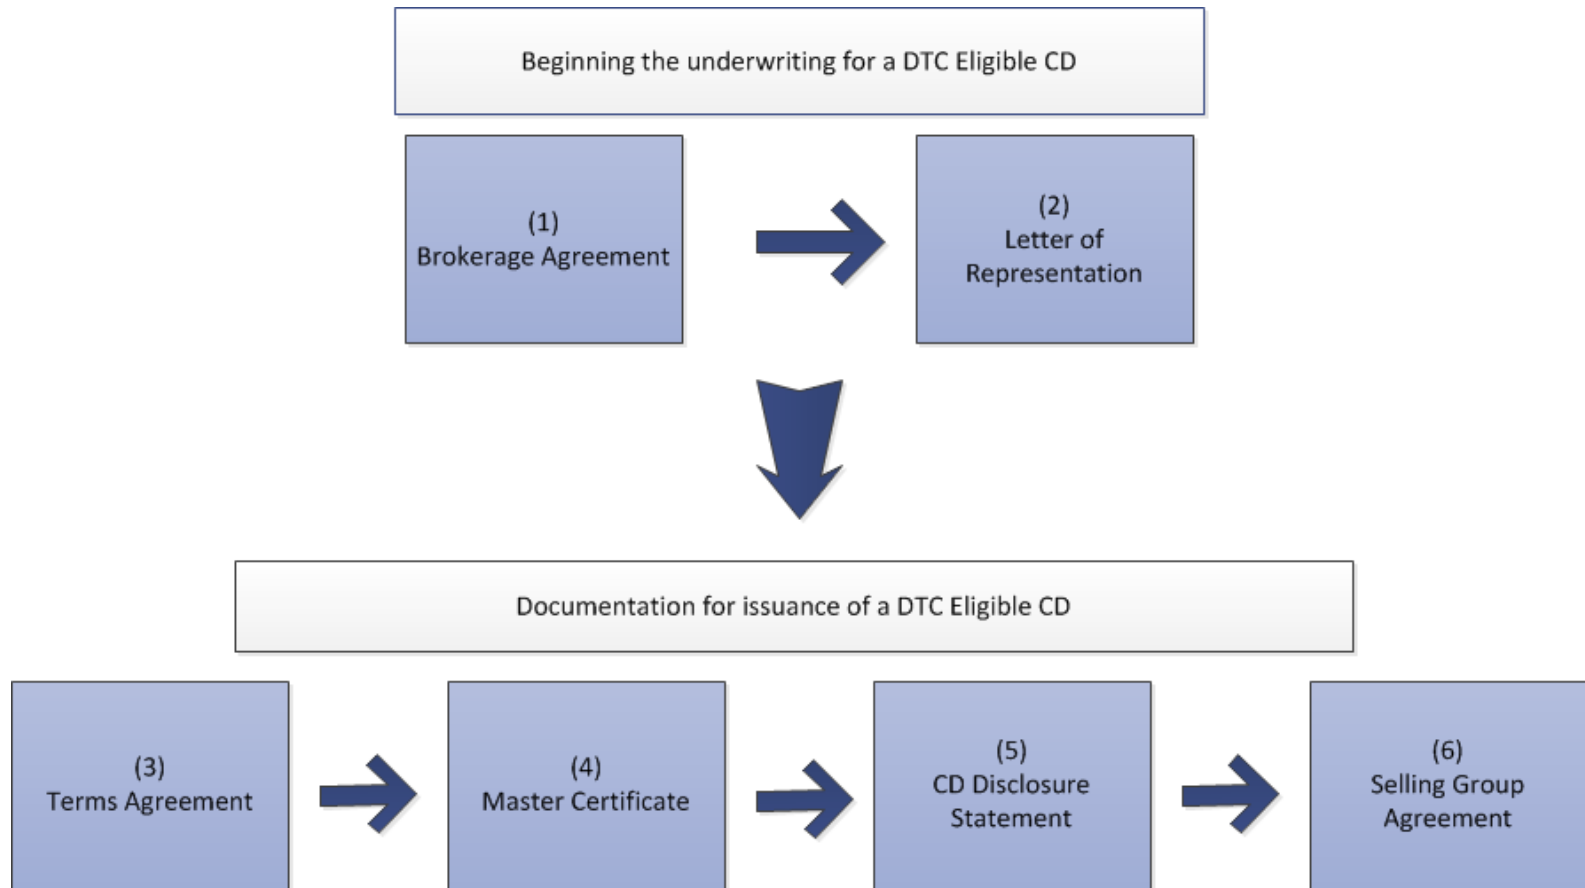 Beginning the underwriting for a DTC Eligible CD
(1)
Brokerage Agreement
(2)
Letter of
Representation
Documentation for issuance of a DTC Eligible CD
(3)
Terms Agreement
(4)
Master Certificate
(5)
CD Disclosure
Statement
(6)
Selling Group
Agreement